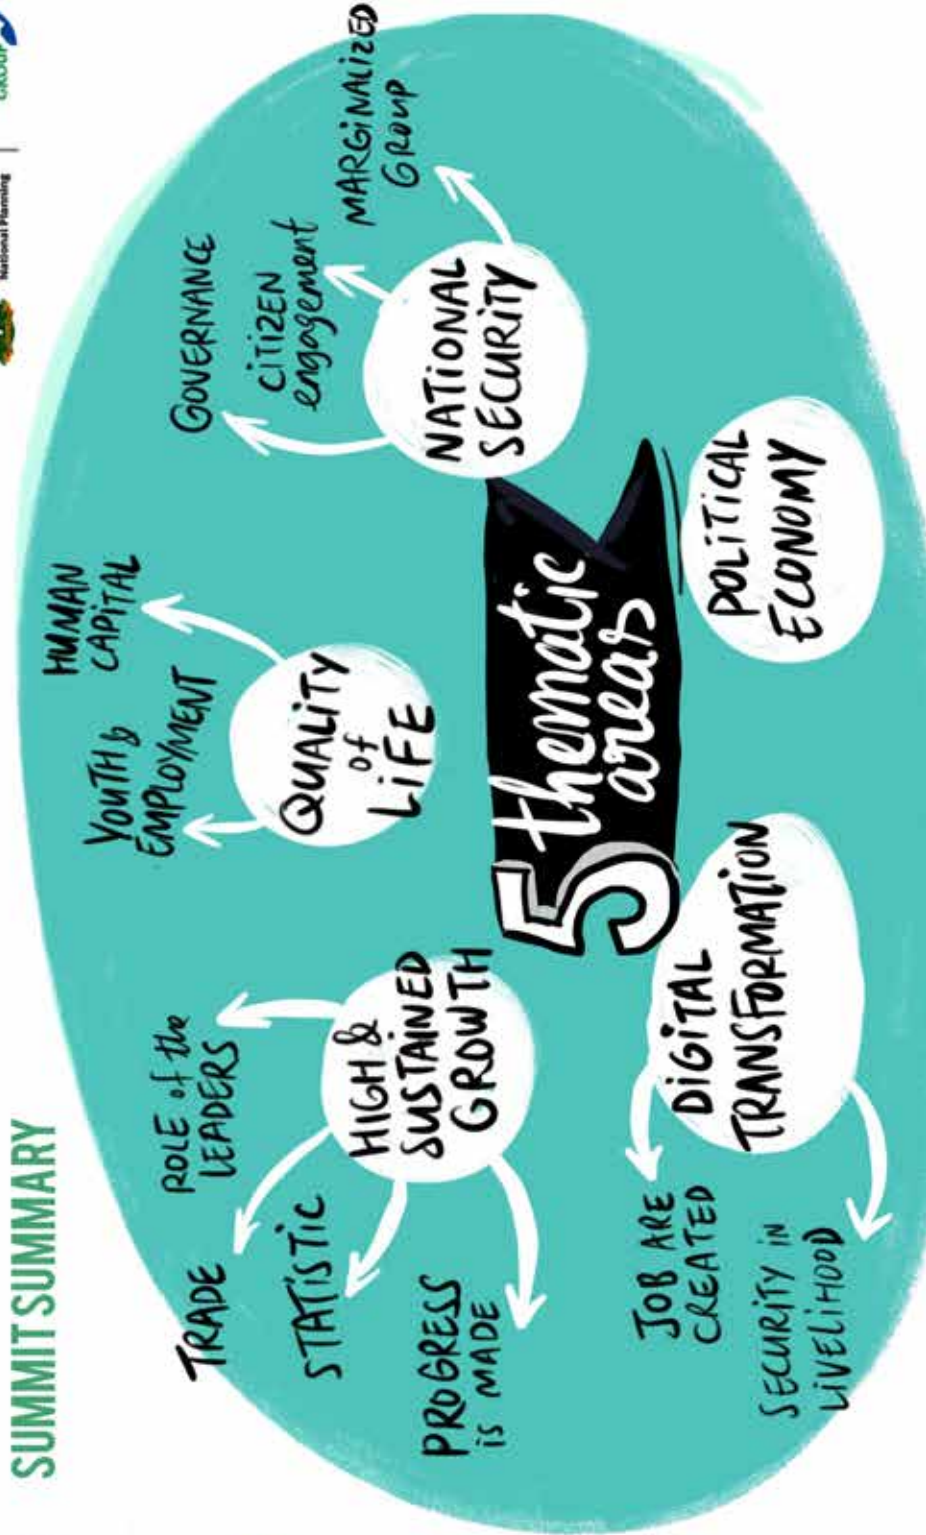 SUMMIT SUMMARY
National Planning
GROUP
ROLE of the
LEADERS
TRADE
STATISTIC
PROGRESS
is MADE
HIGH &
SUSTAINED
GROWTH
YOUTH &
EMPLOYMENT
HUMAN
CAPITAL
QUALITY
of
LIFE
GOVERNANCE
CITIZEN
engagement
MARGINALIZED
GROUP
NATIONAL
SECURITY
5 thematic
areas
JOB ARE
CREATED
SECURITY IN
LIVELIHOOD
DIGITAL
TRANSFORMATION
POLITICAL
ECONOMY